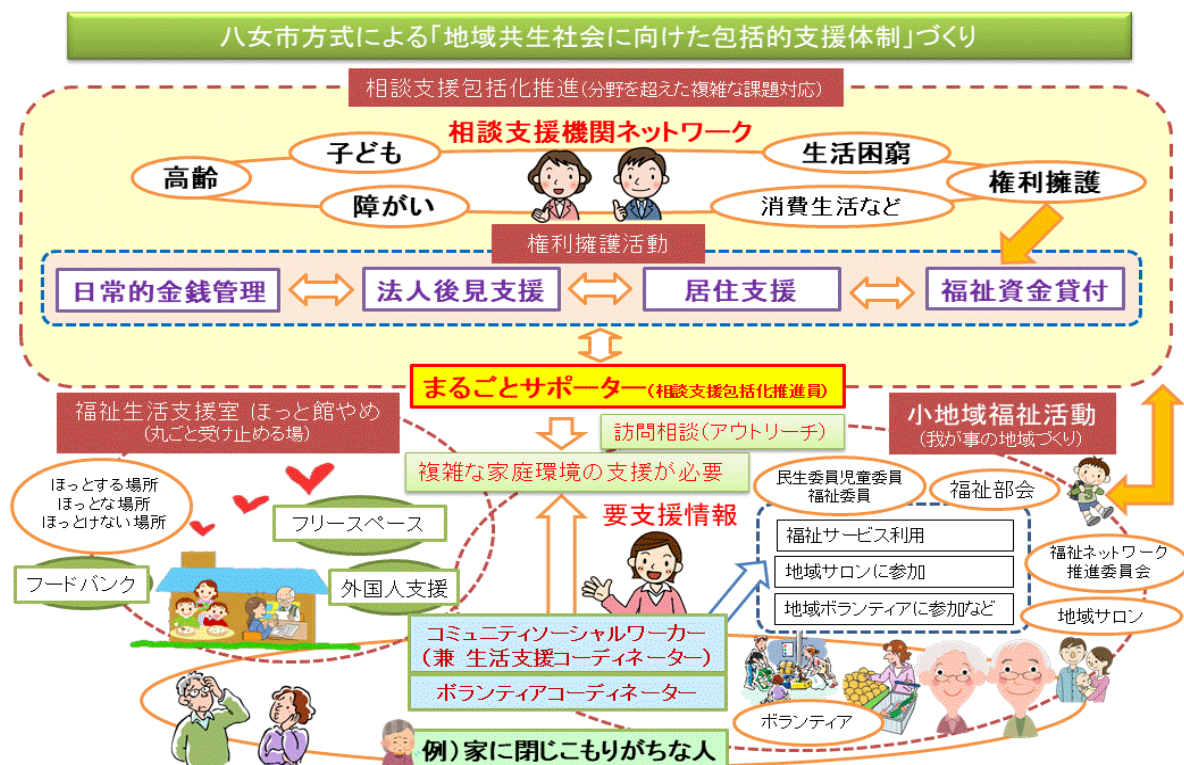 八女市方式による「地域共生社会に向けた包括的支援体制」づくり
相談支援包括化推進(分野を超えた複雑な課題対応)
相談支援機関ネットワーク
子ども
生活困窮
高齢
権利擁護
障がい
消費生活など
権利擁護活動
日常的金銭管理
法人後見支援
居住支援
福祉資金貸付
まるごとサポーター(相談支援包括化推進員)
福祉生活支援室 ほっと館やめ
(丸ごと受け止める場)
訪問相談(アウトリーチ)
小地域福祉活動
(我が事の地域づくり)
複雑な家庭環境の支援が必要
ほっとする場所
ほっとな場所
ほっとけない場所
フリースペース
フードバンク
外国人支援
要支援情報
民生委員児童委員
福祉委員
福祉部会
福祉サービス利用
地域サロンに参加
地域ボランティアに参加など
福祉ネットワーク
推進委員会
地域サロン
コミュニティソーシャルワーカー
(兼 生活支援コーディネーター)
ボランティアコーディネーター
ボランティア
例)家に閉じこもりがちな人